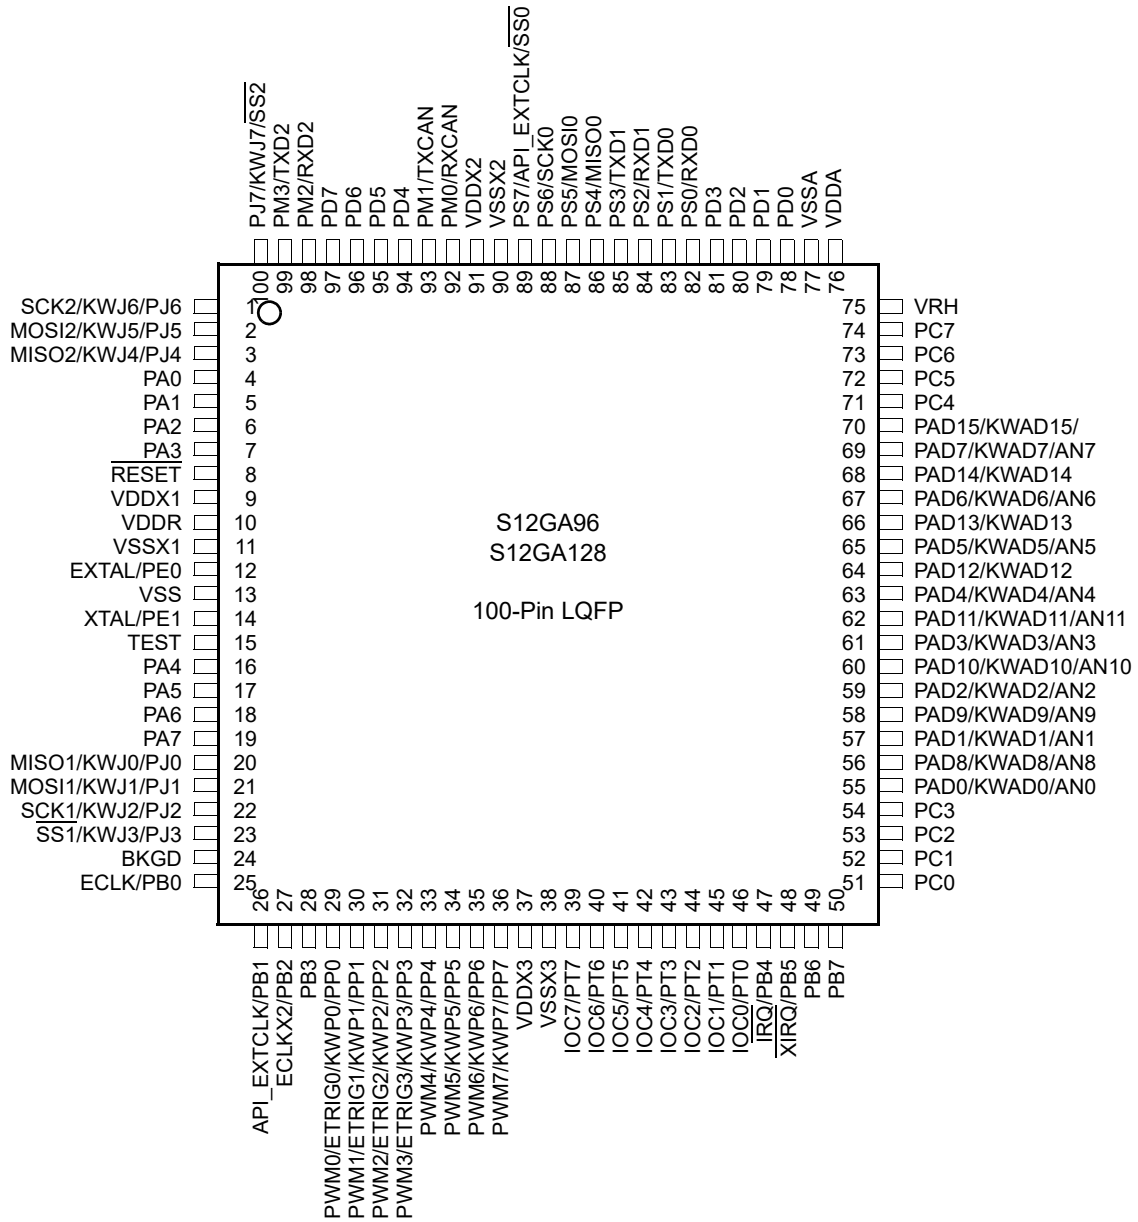 PJ7/KWJ7/SS2
PM3/TXD2
PM2/RXD2
PD7
PD6
PD5
PD4
PM1/TXCAN
PM0/RXCAN
VDDX2
VSSX2
PS7/API_EXTCLK/SS0
PS6/SCK0
PS5/MOSI0
PS4/MISO0
PS3/TXD1
PS2/RXD1
PS1/TXD0
PS0/RXD0
PD3
PD2
PD1
PD0
VSSA
VDDA
100
99
98
97
96
95
94
93
92
91
90
89
88
87
86
85
84
83
82
81
80
79
78
77
76
SCK2/KWJ6/PJ6 1
MOSI2/KWJ5/PJ5 2
MISO2/KWJ4/PJ4 3
PA0 4
PA1 5
PA2 6
PA3 7
RESET 8
VDDX1 9
VDDR 10
VSSX1 11
EXTAL/PE0 12
VSS 13
XTAL/PE1 14
TEST 15
PA4 16
PA5 17
PA6 18
PA7 19
MISO1/KWJ0/PJ0 20
MOSI1/KWJ1/PJ1 21
SCK1/KWJ2/PJ2 22
SS1/KWJ3/PJ3 23
BKGD 24
ECLK/PB0 25
S12GA96
S12GA128
100-Pin LQFP
75 VRH
74 PC7
73 PC6
72 PC5
71 PC4
70 PAD15/KWAD15/
69 PAD7/KWAD7/AN7
68 PAD14/KWAD14
67 PAD6/KWAD6/AN6
66 PAD13/KWAD13
65 PAD5/KWAD5/AN5
64 PAD12/KWAD12
63 PAD4/KWAD4/AN4
62 PAD11/KWAD11/AN11
61 PAD3/KWAD3/AN3
60 PAD10/KWAD10/AN10
59 PAD2/KWAD2/AN2
58 PAD9/KWAD9/AN9
57 PAD1/KWAD1/AN1
56 PAD8/KWAD8/AN8
55 PAD0/KWAD0/AN0
54 PC3
53 PC2
52 PC1
51 PC0
26
27
28
29
30
31
32
33
34
35
36
37
38
39
40
41
42
43
44
45
46
47
48
49
50
API_EXTCLK/PB1
ECLKX2/PB2
PB3
PWM0/ETRIG0/KWP0/PP0
PWM1/ETRIG1/KWP1/PP1
PWM2/ETRIG2/KWP2/PP2
PWM3/ETRIG3/KWP3/PP3
PWM4/KWP4/PP4
PWM5/KWP5/PP5
PWM6/KWP6/PP6
PWM7/KWP7/PP7
VDDX3
VSSX3
IOC7/PT7
IOC6/PT6
IOC5/PT5
IOC4/PT4
IOC3/PT3
IOC2/PT2
IOC1/PT1
IOC0/PT0
IRQ/PB4
XIRQ/PB5
PB6
PB7